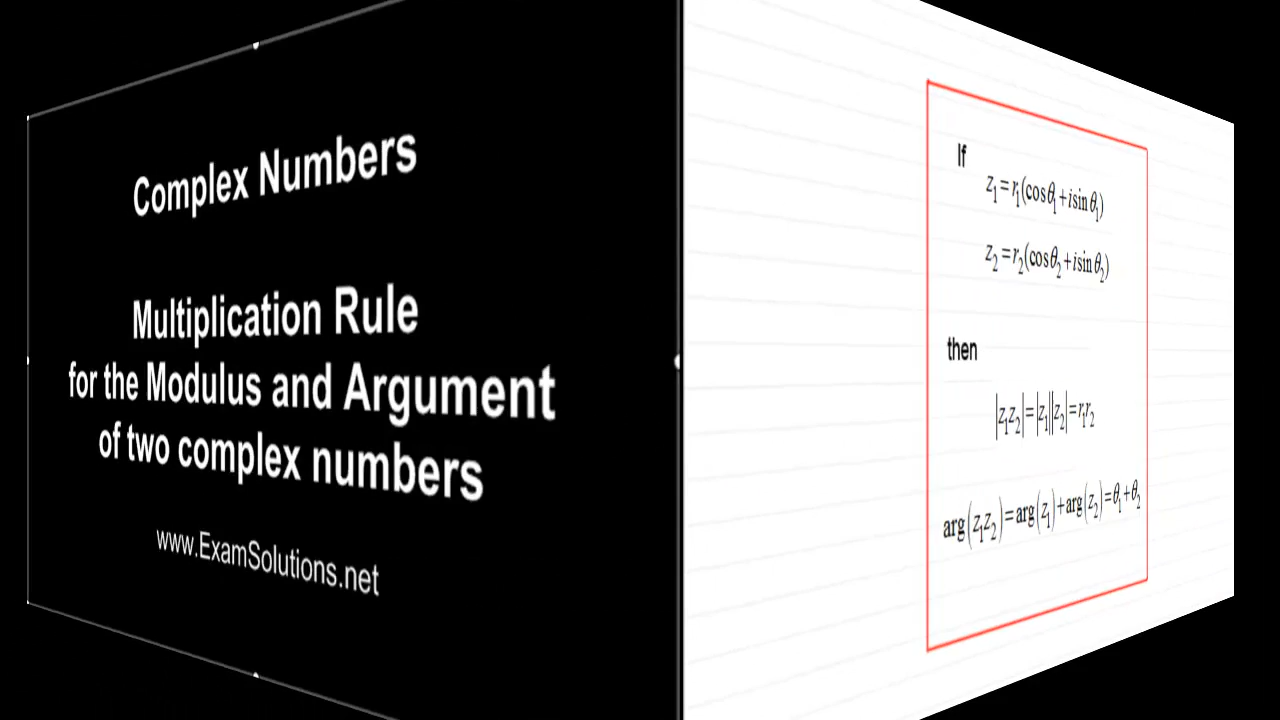 Complex Numbers
Multiplication Rule
for the Modulus and Argument
of two complex numbers
www.ExamSolutions.net
If
z₁=r₁(cosθ₁+isinθ₁)
z₂=r₂(cosθ₂+isinθ₂)
then
|z₁z₂|=|z₁||z₂|=r₁r₂
arg(z₁z₂)=arg(z₁)+arg(z₂)=θ₁+θ₂